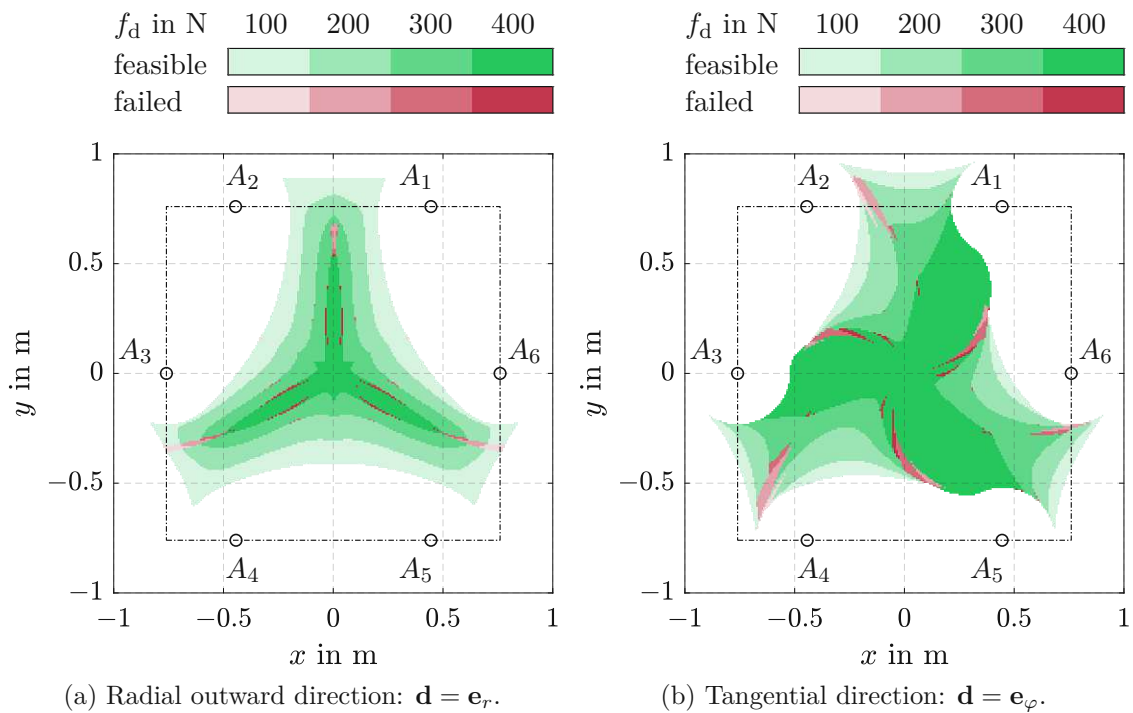 f_d in N 100 200 300 400
feasible
failed
f_d in N 100 200 300 400
feasible
failed
1
0.5
0
−0.5
−1
y in m
A_2 A_1
A_3 A_6
A_4 A_5
−1 −0.5 0 0.5 1
x in m
1
0.5
0
−0.5
−1
y in m
A_2 A_1
A_3 A_6
A_4 A_5
−1 −0.5 0 0.5 1
x in m
(a) Radial outward direction: d = e_r.
(b) Tangential direction: d = e_φ.